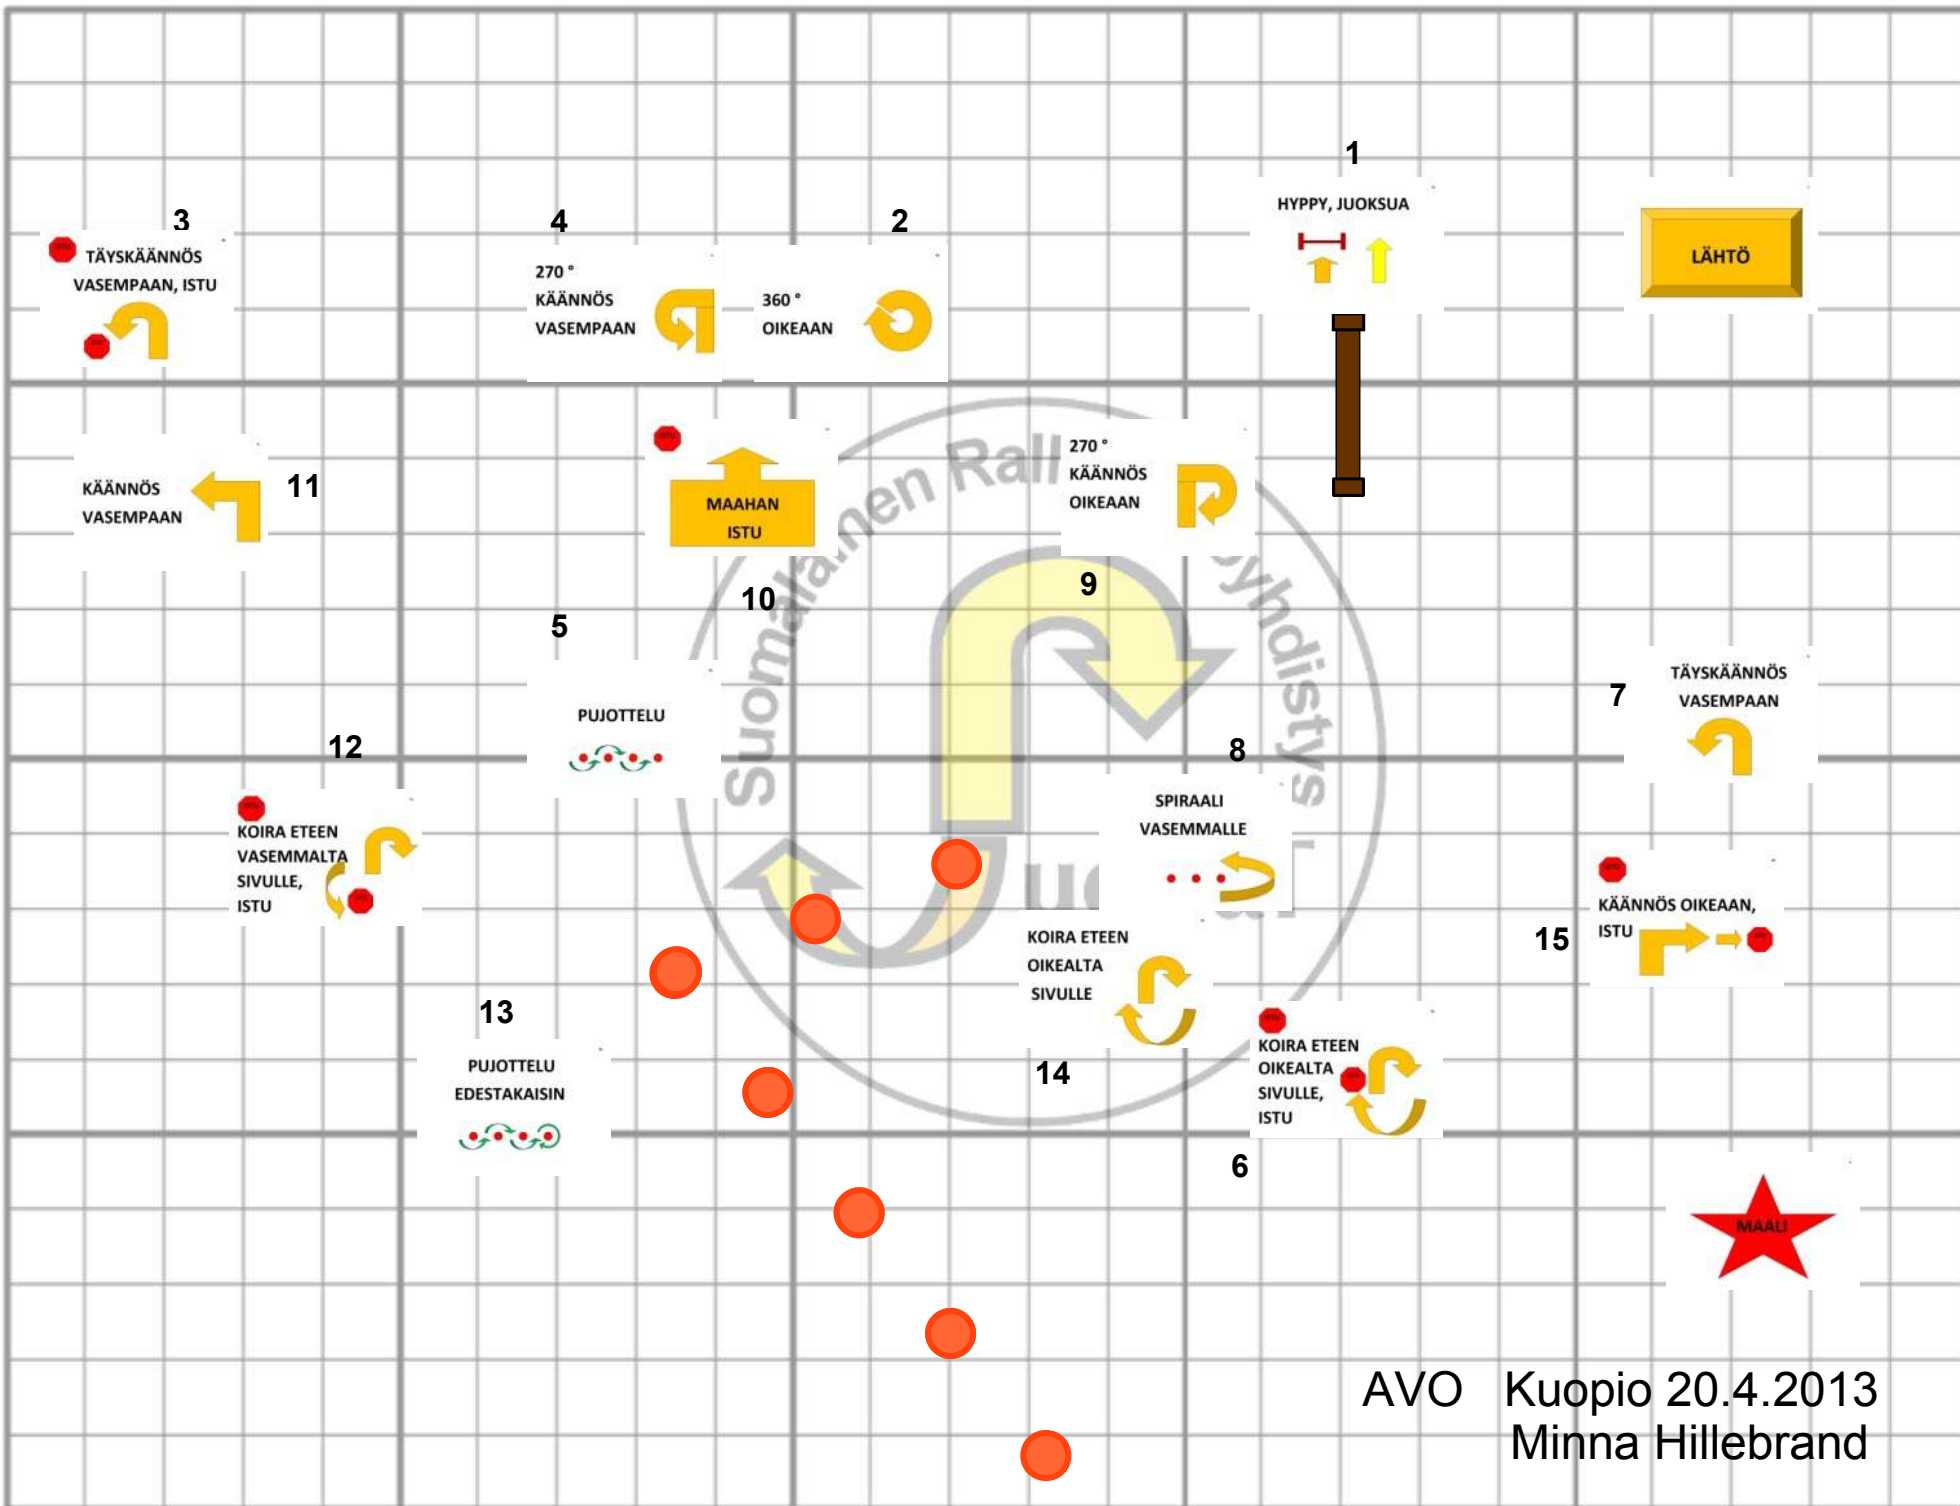 1
HYPPY, JUOKSUA
LÄHTÖ
3
TÄYSKÄÄNNÖS
VASEMPAAN, ISTU
4
270 °
KÄÄNNÖS
VASEMPAAN
2
360 °
OIKEAAN
KÄÄNNÖS
VASEMPAAN
11
MAAHAN
ISTU
10
270 °
KÄÄNNÖS
OIKEAAN
9
5
PUJOTTELU
7
TÄYSKÄÄNNÖS
VASEMPAAN
12
KOIRA ETEEN
VASEMMALTA
SIVULLE,
ISTU
8
SPIRAALI
VASEMMALLE
15
KÄÄNNÖS OIKEAAN,
ISTU
KOIRA ETEEN
OIKEALTA
SIVULLE
14
13
PUJOTTELU
EDESTAKAISIN
KOIRA ETEEN
OIKEALTA
SIVULLE,
ISTU
6
MAALI
Suomalainen Rall
yhdistys
AVO Kuopio 20.4.2013
Minna Hillebrand